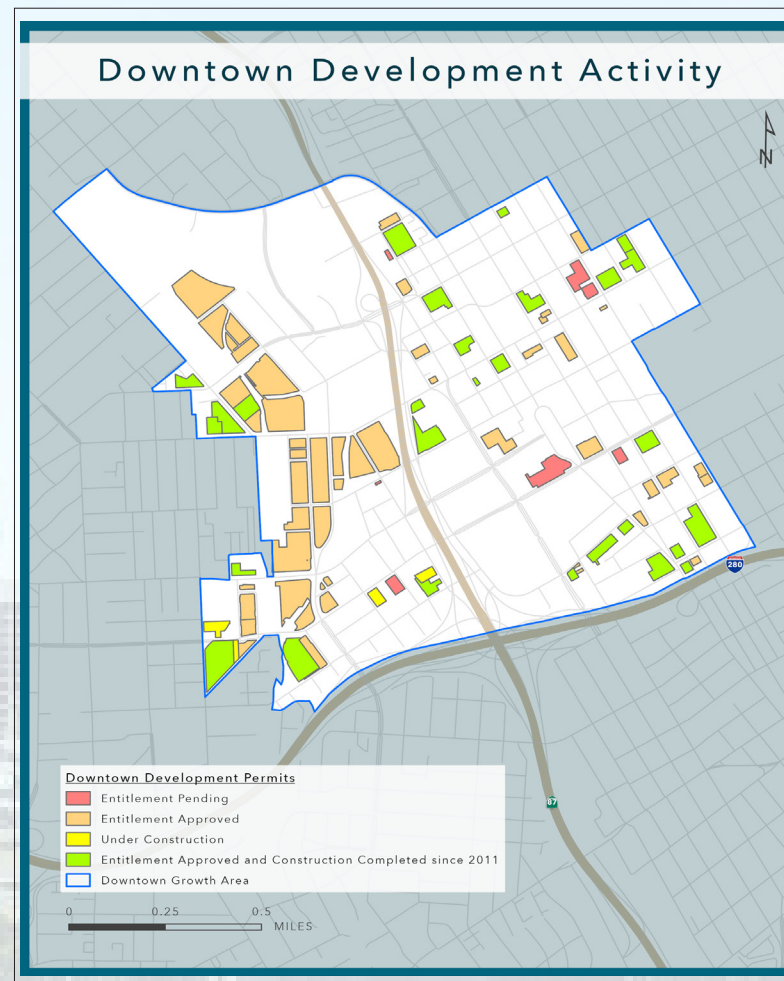 Downtown Development Activity
N
280
87
Downtown Development Permits
Entitlement Pending
Entitlement Approved
Under Construction
Entitlement Approved and Construction Completed since 2011
Downtown Growth Area
0 0.25 0.5
MILES